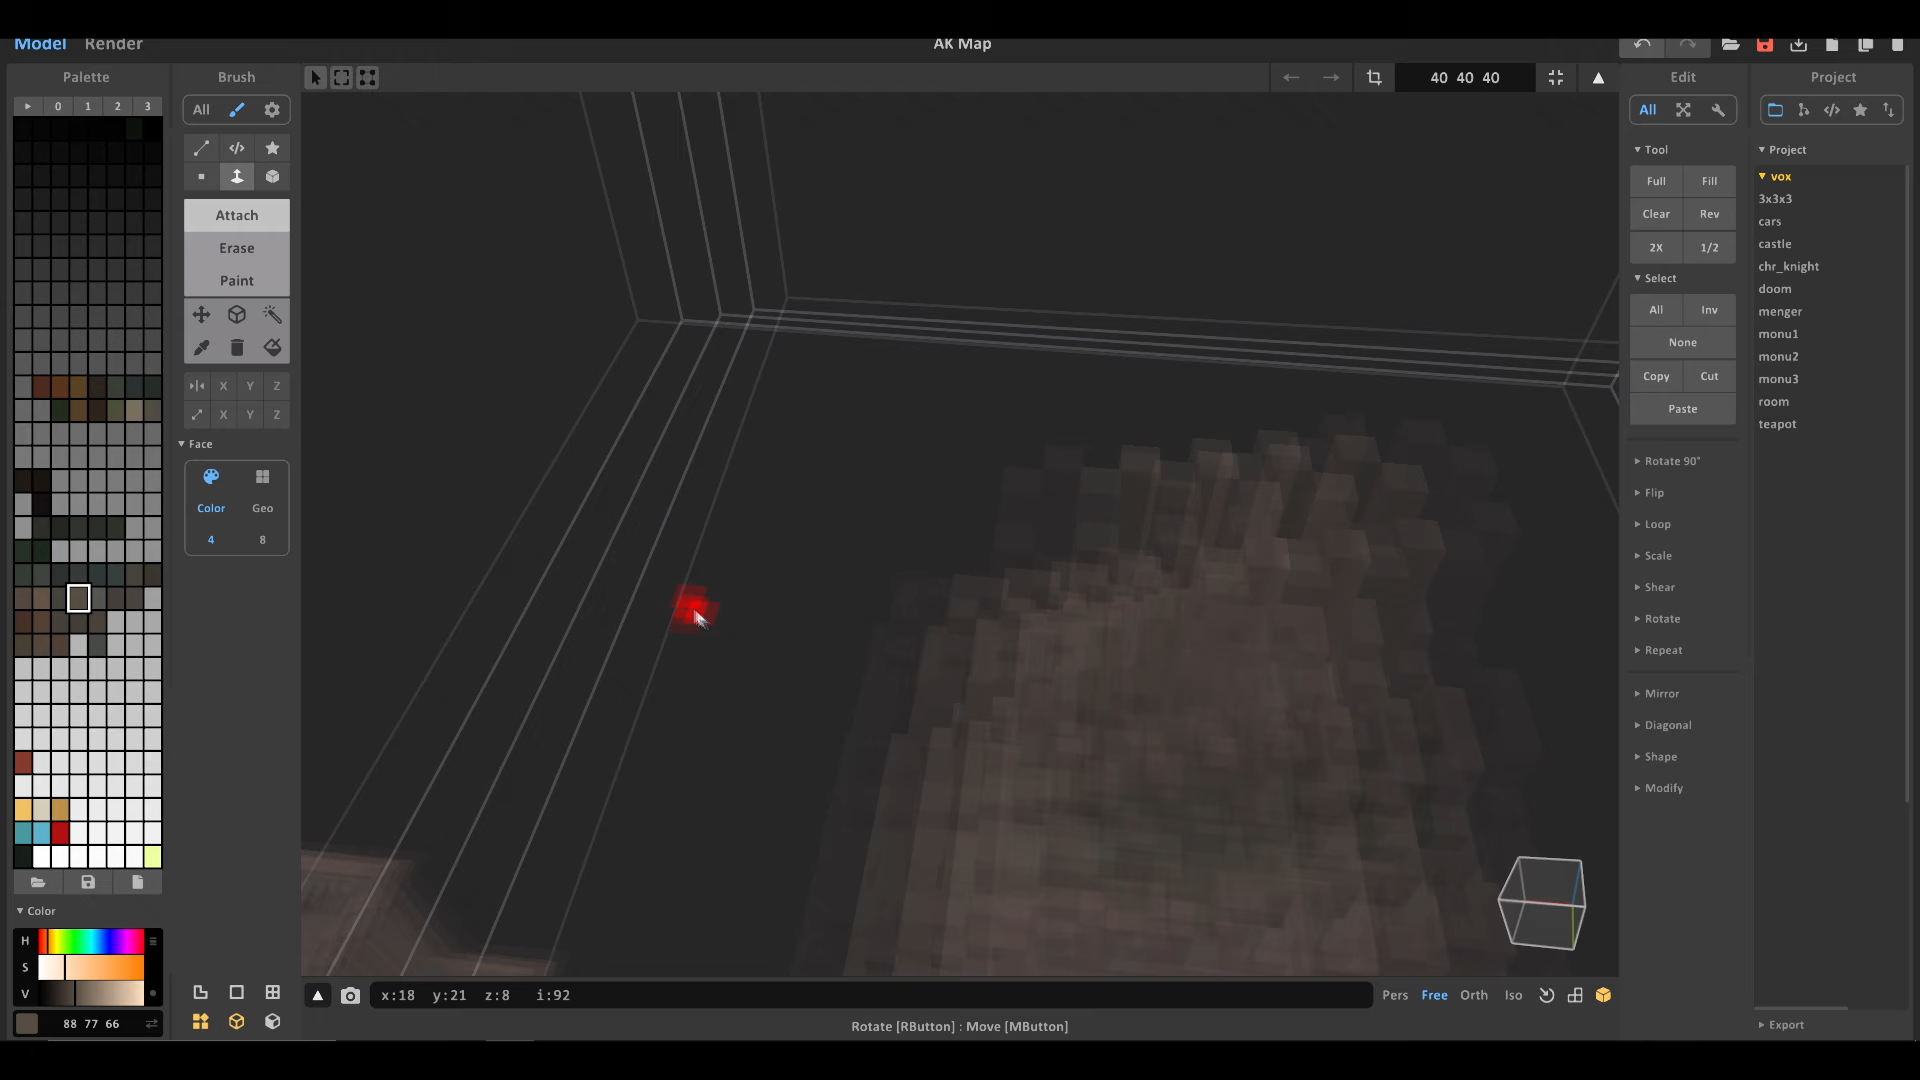 Model Render
AK Map
Palette
Brush
40 40 40
Edit
Project
0 1 2 3
All
All
Tool
Project
Full Fill
vox
3x3x3
Attach
Clear Rev
cars
Erase
2X 1/2
castle
Select
chr_knight
Paint
doom
All Inv
menger
None
monu1
monu2
Copy Cut
monu3
X Y Z
Paste
room
X Y Z
teapot
Face
Rotate 90°
Flip
Color Geo
Loop
4 8
Scale
Shear
Rotate
Repeat
Mirror
Diagonal
Shape
Modify
Color
H
S
V
x:18 y:21 z:8 i:92
Pers Free Orth Iso
88 77 66
Rotate [RButton] : Move [MButton]
Export